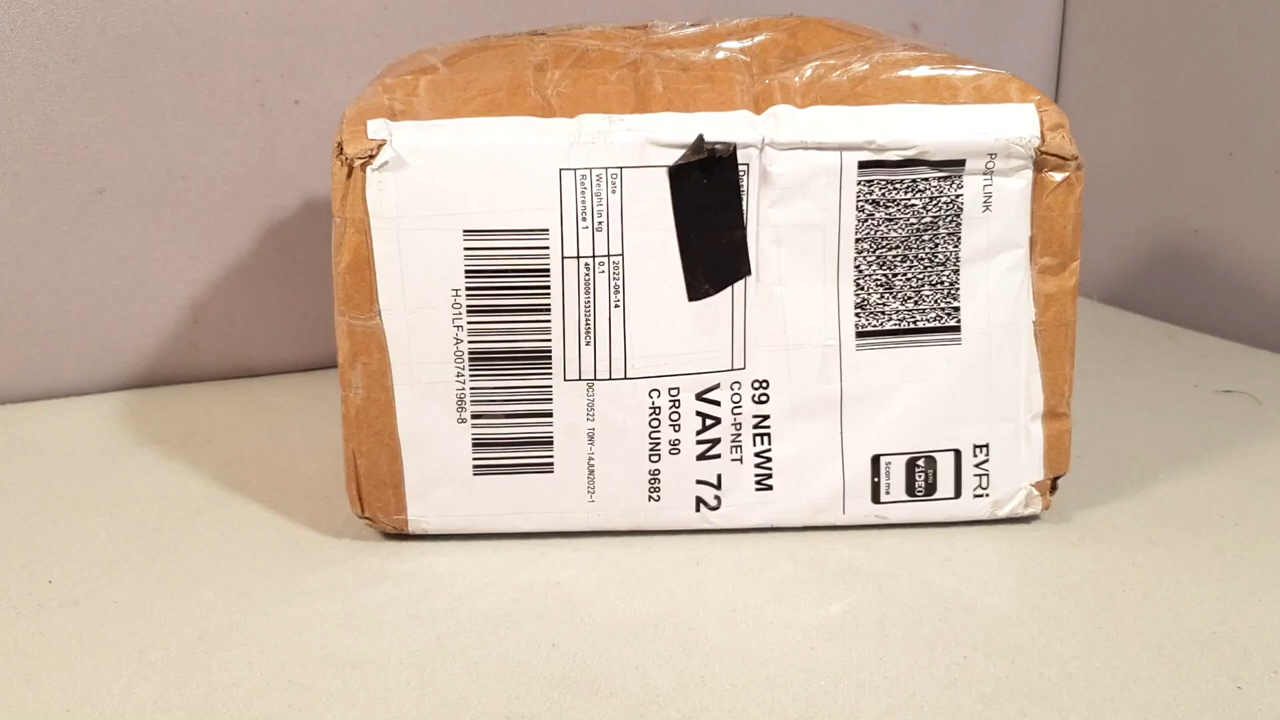 POSTLINK
EVRi
EVRi
ViDEO
Scan me
89 NEWM
COU-PNET
VAN 72
DROP 90
C-ROUND 9682
Date 2022-06-14
Weight in kg 0.1
Reference 1 4PX3000153324456CN
DC370522 TONY-14JUN2022-1
H-01LF-A-007471966-8